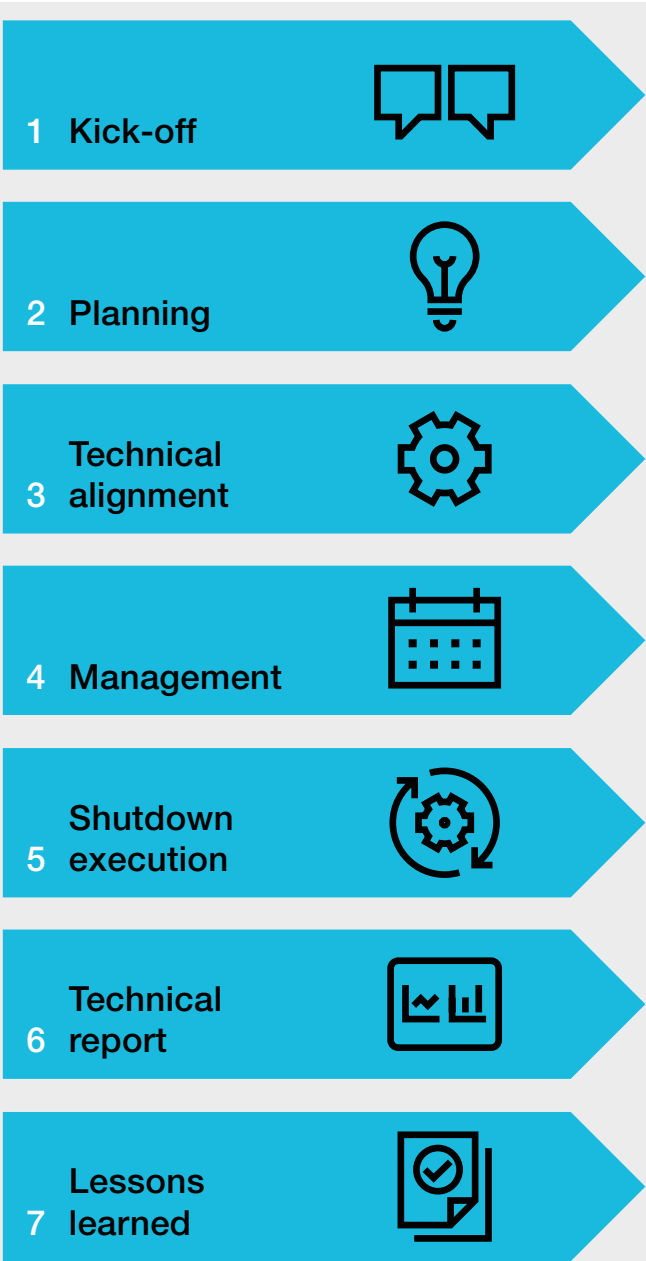 1 Kick-off
2 Planning
Technical
3 alignment
4 Management
Shutdown
5 execution
Technical
6 report
Lessons
7 learned